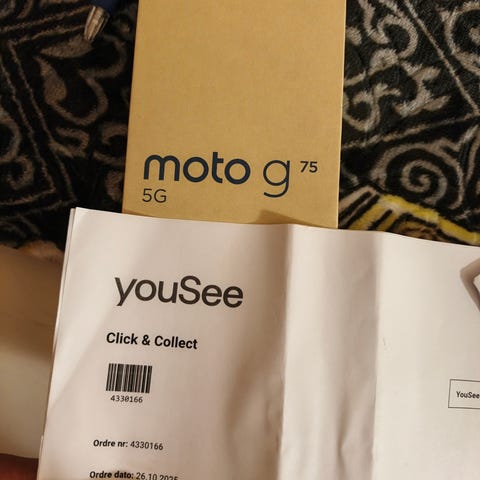 moto g 75
5G
youSee
Click & Collect
4330166
YouSee
Ordre nr: 4330166
Ordre dato: 26.10.2025